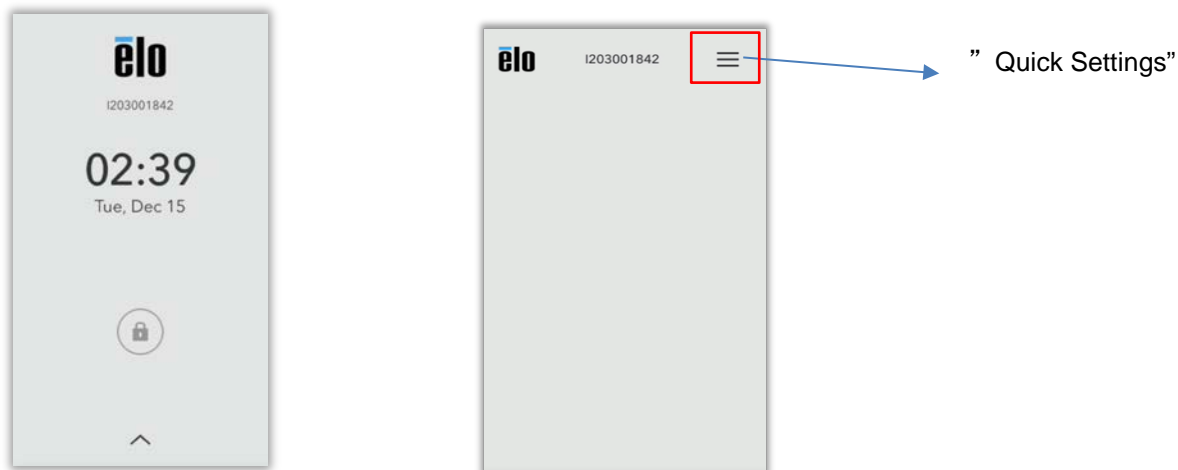 ēlo
I203001842
02:39
Tue, Dec 15
ēlo I203001842
” Quick Settings”